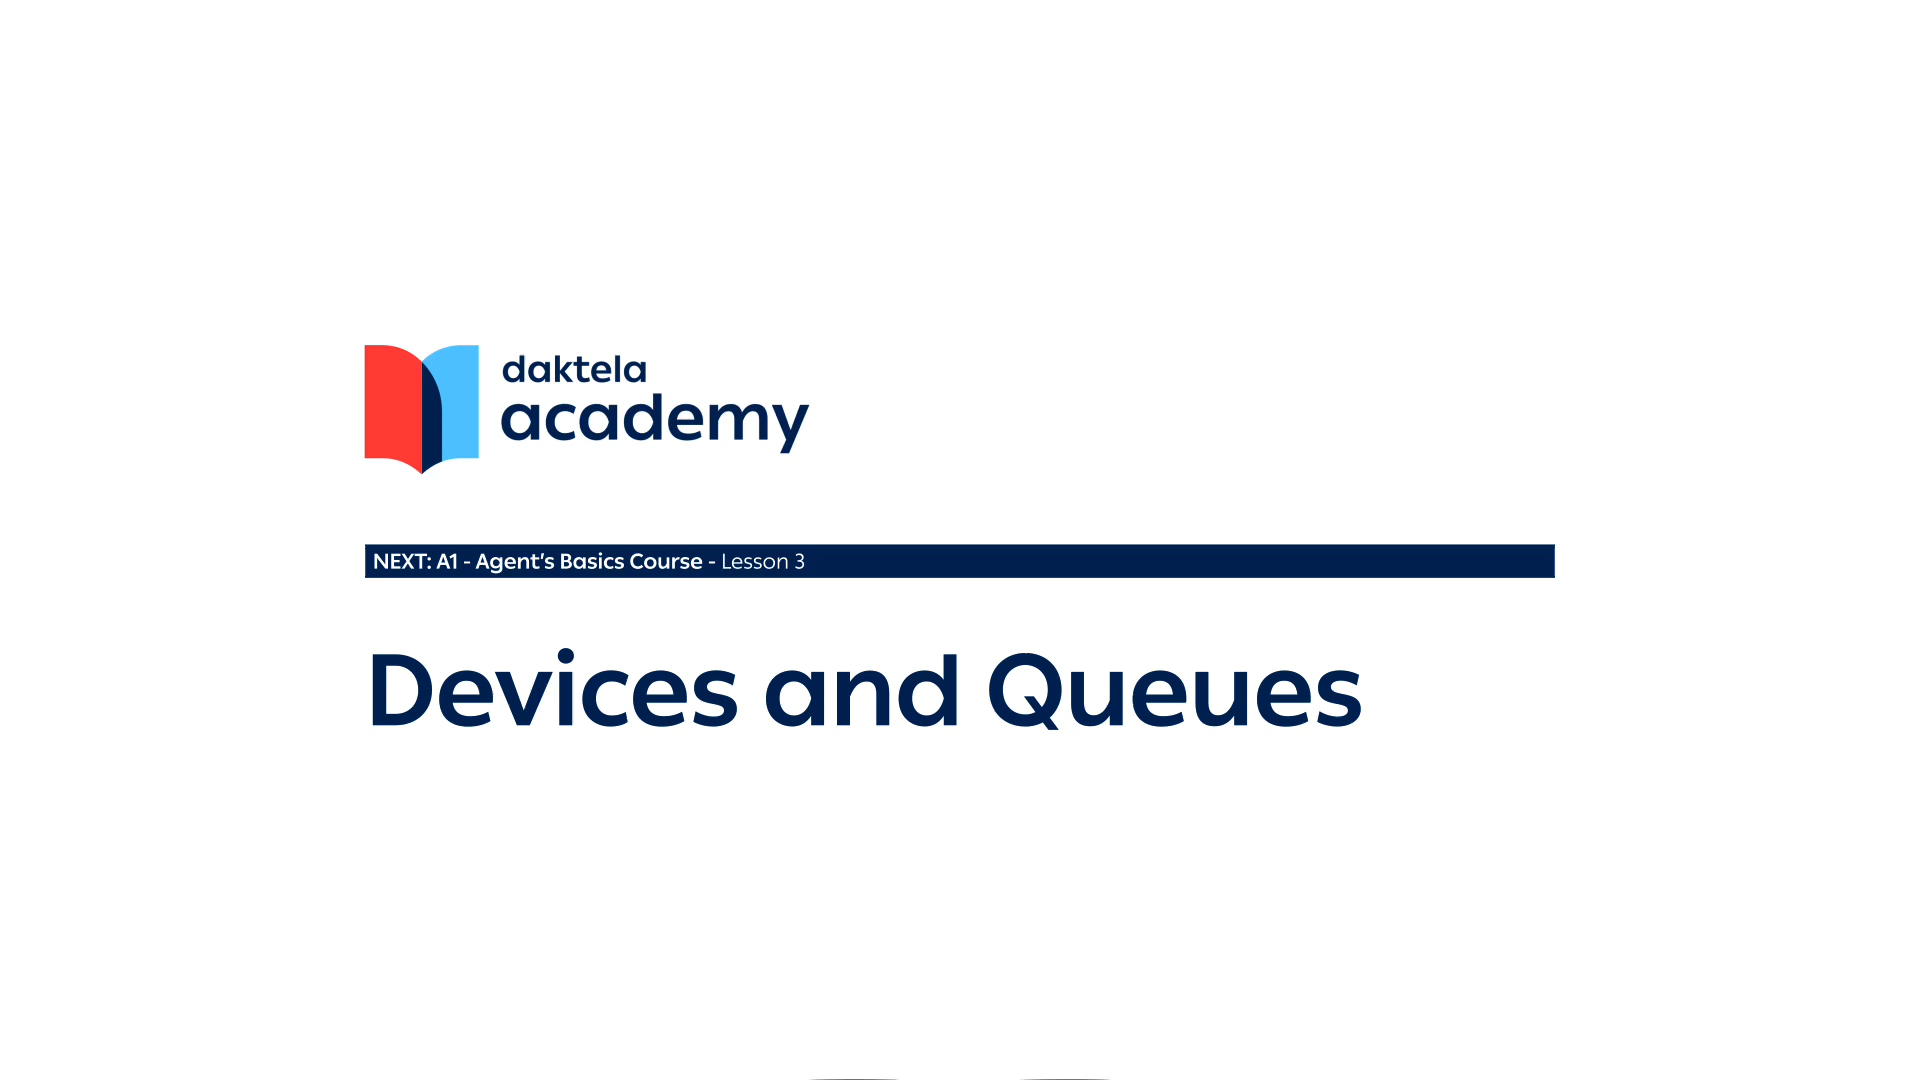 daktela
academy
NEXT: A1 - Agent's Basics Course - Lesson 3
Devices and Queues